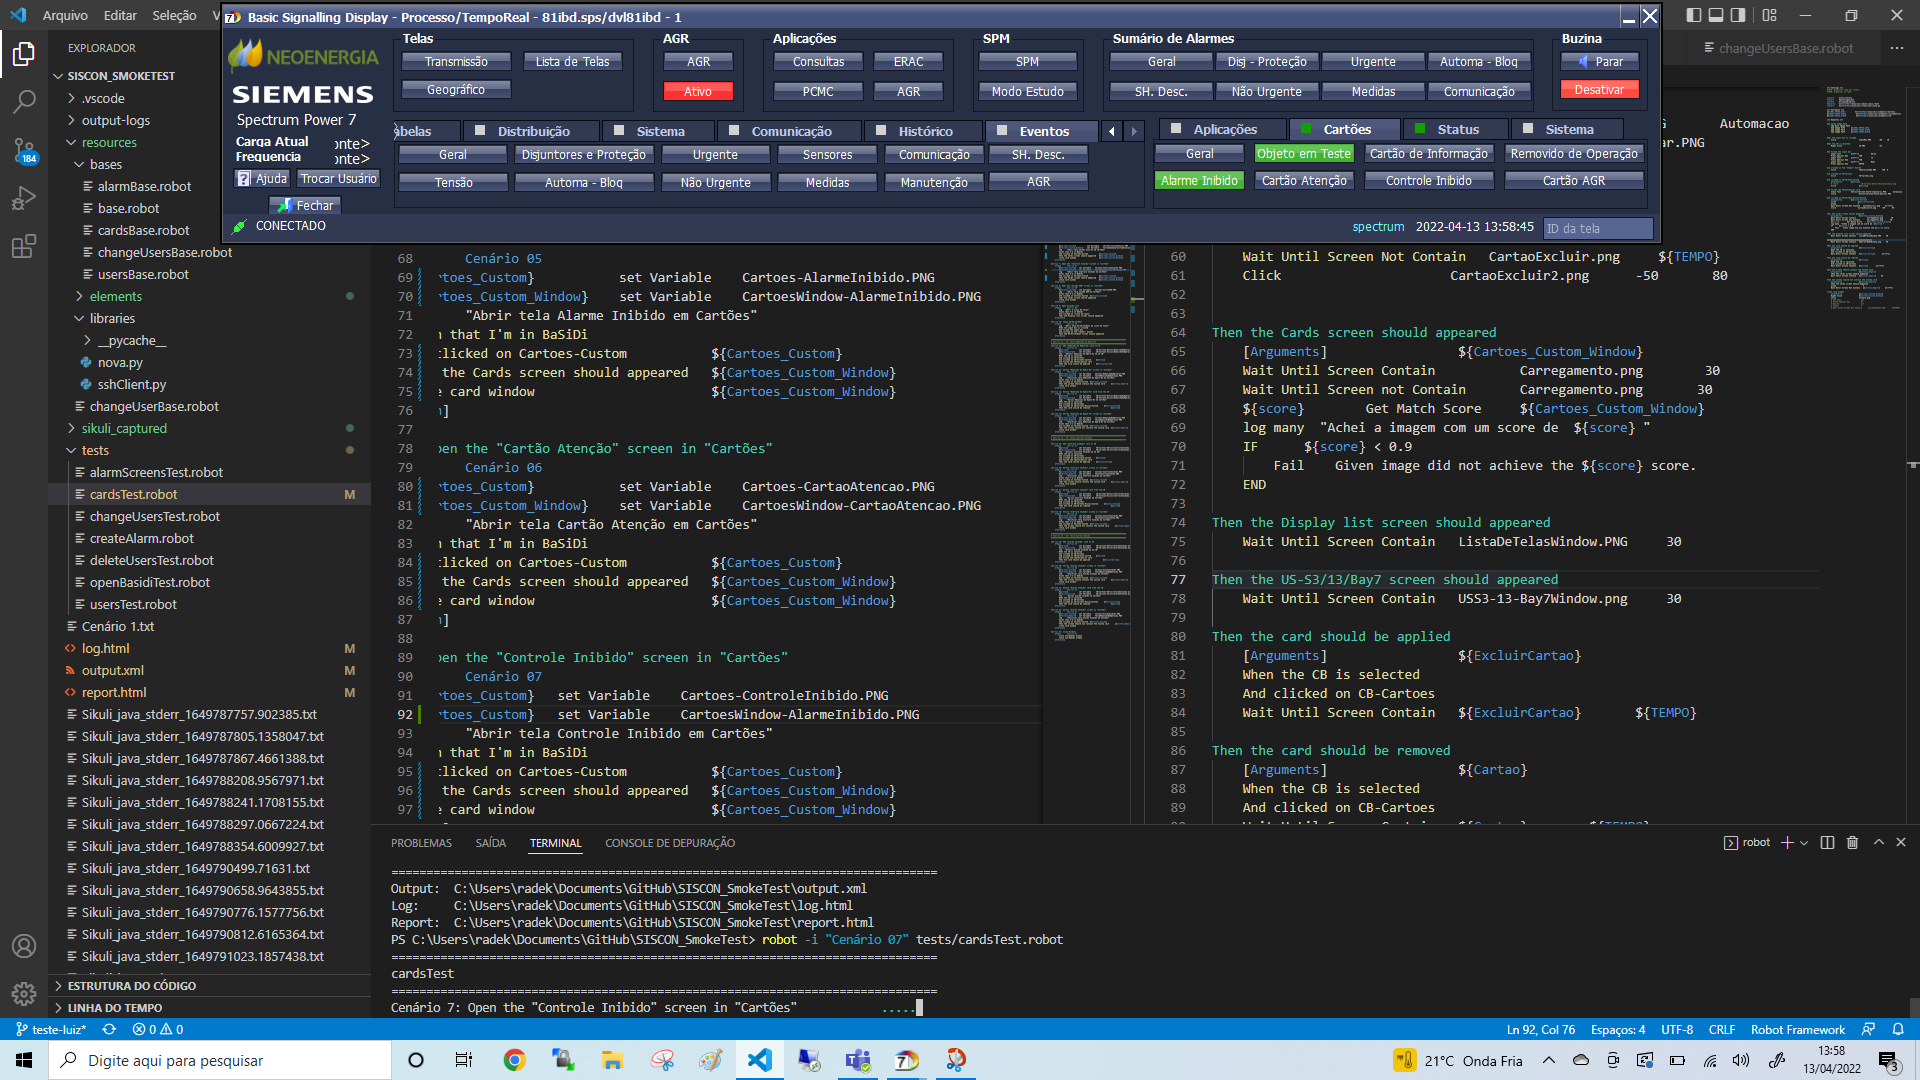 Arquivo Editar Seleção
Basic Signalling Display - Processo/TempoReal - 81ibd.sps/dvl81ibd - 1
changeUsersBase.robot
NEOENERGIA
SIEMENS
Spectrum Power 7
Carga Atual onte>
Frequencia onte>
Ajuda Trocar Usuário
Fechar
CONECTADO
Telas
Transmissão Lista de Telas
Geográfico
AGR
AGR
Ativo
Aplicações
Consultas ERAC
PCMC AGR
SPM
SPM
Modo Estudo
Sumário de Alarmes
Geral Disj - Proteção Urgente Automa - Bloq
SH. Desc. Não Urgente Medidas Comunicação
Buzina
Parar
Desativar
abelas Distribuição Sistema Comunicação Histórico Eventos
Geral Disjuntores e Proteção Urgente Sensores Comunicação SH. Desc.
Tensão Automa - Bloq Não Urgente Medidas Manutenção AGR
Aplicações Cartões Status Sistema
Geral Objeto em Teste Cartão de Informação Removido de Operação
Alarme Inibido Cartão Atenção Controle Inibido Cartão AGR
spectrum 2022-04-13 13:58:45 ID da tela
Automacao
ar.PNG
EXPLORADOR
SISCON_SMOKETEST
.vscode
output-logs
resources
bases
alarmBase.robot
base.robot
cardsBase.robot
changeUsersBase.robot
usersBase.robot
elements
libraries
__pycache__
nova.py
sshClient.py
changeUserBase.robot
sikuli_captured
tests
alarmScreensTest.robot
cardsTest.robot M
changeUsersTest.robot
createAlarm.robot
deleteUsersTest.robot
openBasidiTest.robot
usersTest.robot
Cenário 1.txt
log.html M
output.xml M
report.html M
Sikuli_java_stderr_1649787757.902385.txt
Sikuli_java_stderr_1649787805.1358047.txt
Sikuli_java_stderr_1649787867.4661388.txt
Sikuli_java_stderr_1649788208.9567971.txt
Sikuli_java_stderr_1649788241.1708155.txt
Sikuli_java_stderr_1649788297.0667224.txt
Sikuli_java_stderr_1649788354.6009927.txt
Sikuli_java_stderr_1649790499.71631.txt
Sikuli_java_stderr_1649790658.9643855.txt
Sikuli_java_stderr_1649790776.1577756.txt
Sikuli_java_stderr_1649790812.6165364.txt
Sikuli_java_stderr_1649791023.1857438.txt
ESTRUTURA DO CÓDIGO
LINHA DO TEMPO
184
68 Cenário 05
69 toes_Custom} set Variable Cartoes-AlarmeInibido.PNG
70 toes_Custom_Window} set Variable CartoesWindow-AlarmeInibido.PNG
71 "Abrir tela Alarme Inibido em Cartões"
72 n that I'm in BaSiDi
73 clicked on Cartoes-Custom ${Cartoes_Custom}
74 the Cards screen should appeared ${Cartoes_Custom_Window}
75 e card window ${Cartoes_Custom_Window}
76 n]
77
78 pen the "Cartão Atenção" screen in "Cartões"
79 Cenário 06
80 toes_Custom} set Variable Cartoes-CartaoAtencao.PNG
81 toes_Custom_Window} set Variable CartoesWindow-CartaoAtencao.PNG
82 "Abrir tela Cartão Atenção em Cartões"
83 n that I'm in BaSiDi
84 clicked on Cartoes-Custom ${Cartoes_Custom}
85 the Cards screen should appeared ${Cartoes_Custom_Window}
86 e card window ${Cartoes_Custom_Window}
87 n]
88
89 pen the "Controle Inibido" screen in "Cartões"
90 Cenário 07
91 toes_Custom} set Variable Cartoes-ControleInibido.PNG
92 toes_Custom} set Variable CartoesWindow-AlarmeInibido.PNG
93 "Abrir tela Controle Inibido em Cartões"
94 n that I'm in BaSiDi
95 clicked on Cartoes-Custom ${Cartoes_Custom}
96 the Cards screen should appeared ${Cartoes_Custom_Window}
97 e card window ${Cartoes_Custom_Window}
60 Wait Until Screen Not Contain CartaoExcluir.png ${TEMPO}
61 Click CartaoExcluir2.png -50 80
62
63
64 Then the Cards screen should appeared
65 [Arguments] ${Cartoes_Custom_Window}
66 Wait Until Screen Contain Carregamento.png 30
67 Wait Until Screen not Contain Carregamento.png 30
68 ${score} Get Match Score ${Cartoes_Custom_Window}
69 log many "Achei a imagem com um score de ${score} "
70 IF ${score} < 0.9
71 Fail Given image did not achieve the ${score} score.
72 END
73
74 Then the Display list screen should appeared
75 Wait Until Screen Contain ListaDeTelasWindow.PNG 30
76
77 Then the US-S3/13/Bay7 screen should appeared
78 Wait Until Screen Contain USS3-13-Bay7Window.png 30
79
80 Then the card should be applied
81 [Arguments] ${ExcluirCartao}
82 When the CB is selected
83 And clicked on CB-Cartoes
84 Wait Until Screen Contain ${ExcluirCartao} ${TEMPO}
85
86 Then the card should be removed
87 [Arguments] ${Cartao}
88 When the CB is selected
89 And clicked on CB-Cartoes
PROBLEMAS SAÍDA TERMINAL CONSOLE DE DEPURAÇÃO robot
==============================================================================
Output: C:\Users\radek\Documents\GitHub\SISCON_SmokeTest\output.xml
Log: C:\Users\radek\Documents\GitHub\SISCON_SmokeTest\log.html
Report: C:\Users\radek\Documents\GitHub\SISCON_SmokeTest\report.html
PS C:\Users\radek\Documents\GitHub\SISCON_SmokeTest> robot -i "Cenário 07" tests/cardsTest.robot
==============================================================================
cardsTest
==============================================================================
Cenário 7: Open the "Controle Inibido" screen in "Cartões" .....
teste-luiz* 0 0 Ln 92, Col 76 Espaços: 4 UTF-8 CRLF Robot Framework
Digite aqui para pesquisar
21°C Onda Fria
13:58
13/04/2022
3